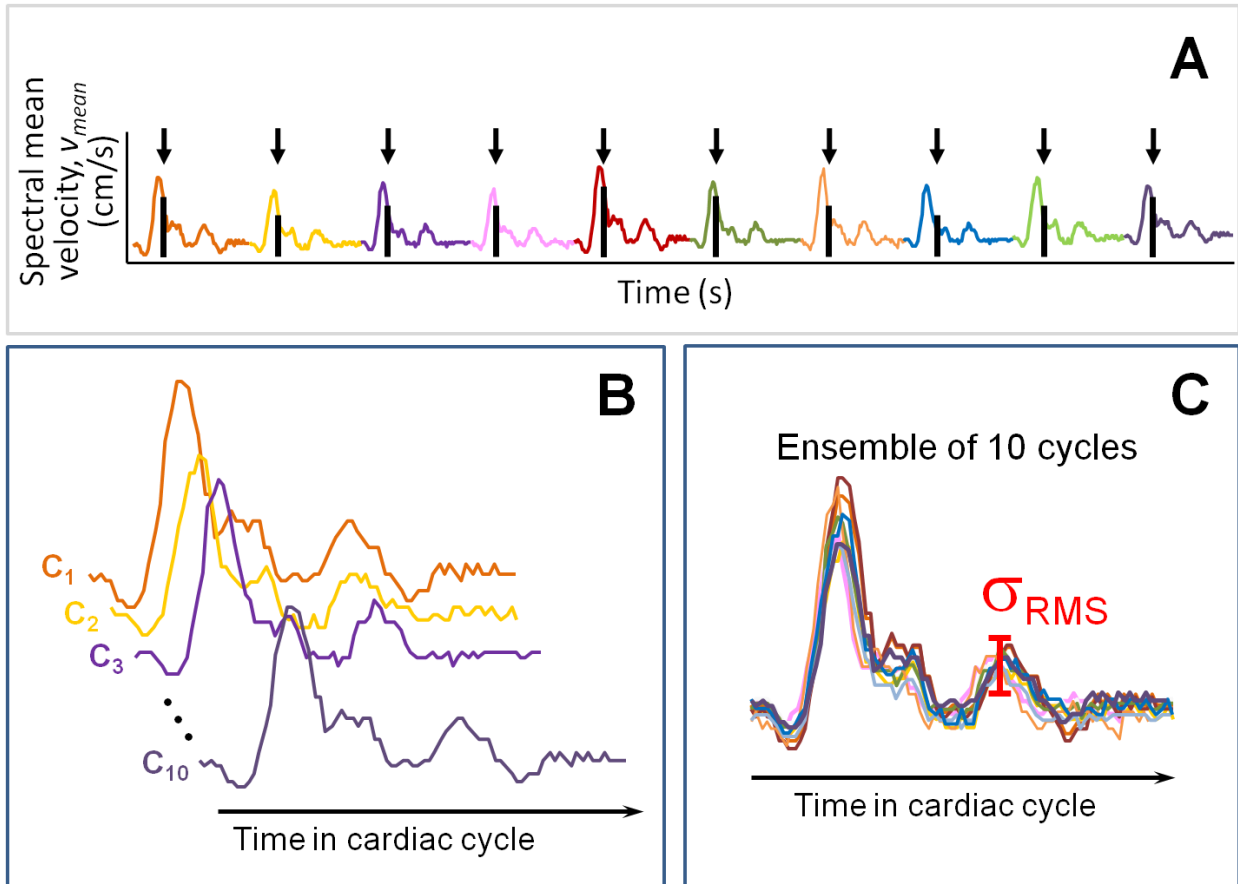 A
Spectral mean
velocity, v_mean
(cm/s)
Time (s)
B
C₁
C₂
C₃
C₁₀
Time in cardiac cycle
C
Ensemble of 10 cycles
σRMS
Time in cardiac cycle